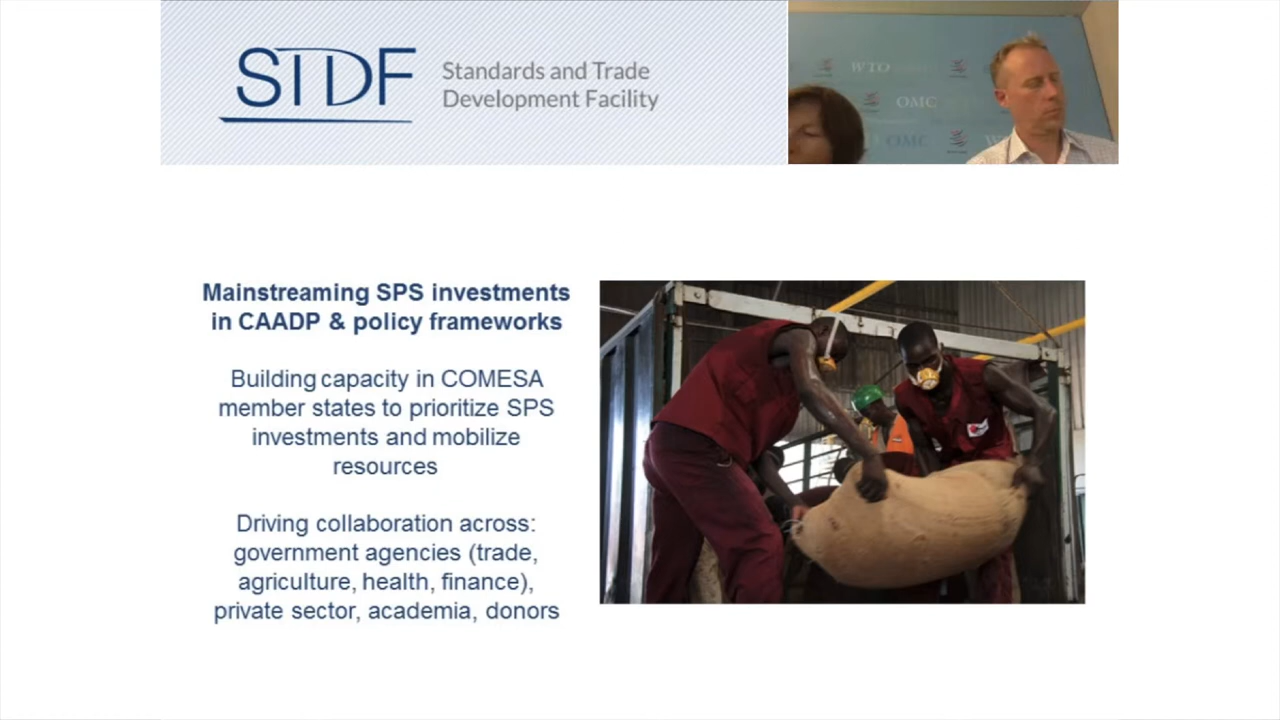 STDF
Standards and Trade
Development Facility
WTO
OMC
OMC
Mainstreaming SPS investments
in CAADP & policy frameworks
Building capacity in COMESA
member states to prioritize SPS
investments and mobilize
resources
Driving collaboration across:
government agencies (trade,
agriculture, health, finance),
private sector, academia, donors